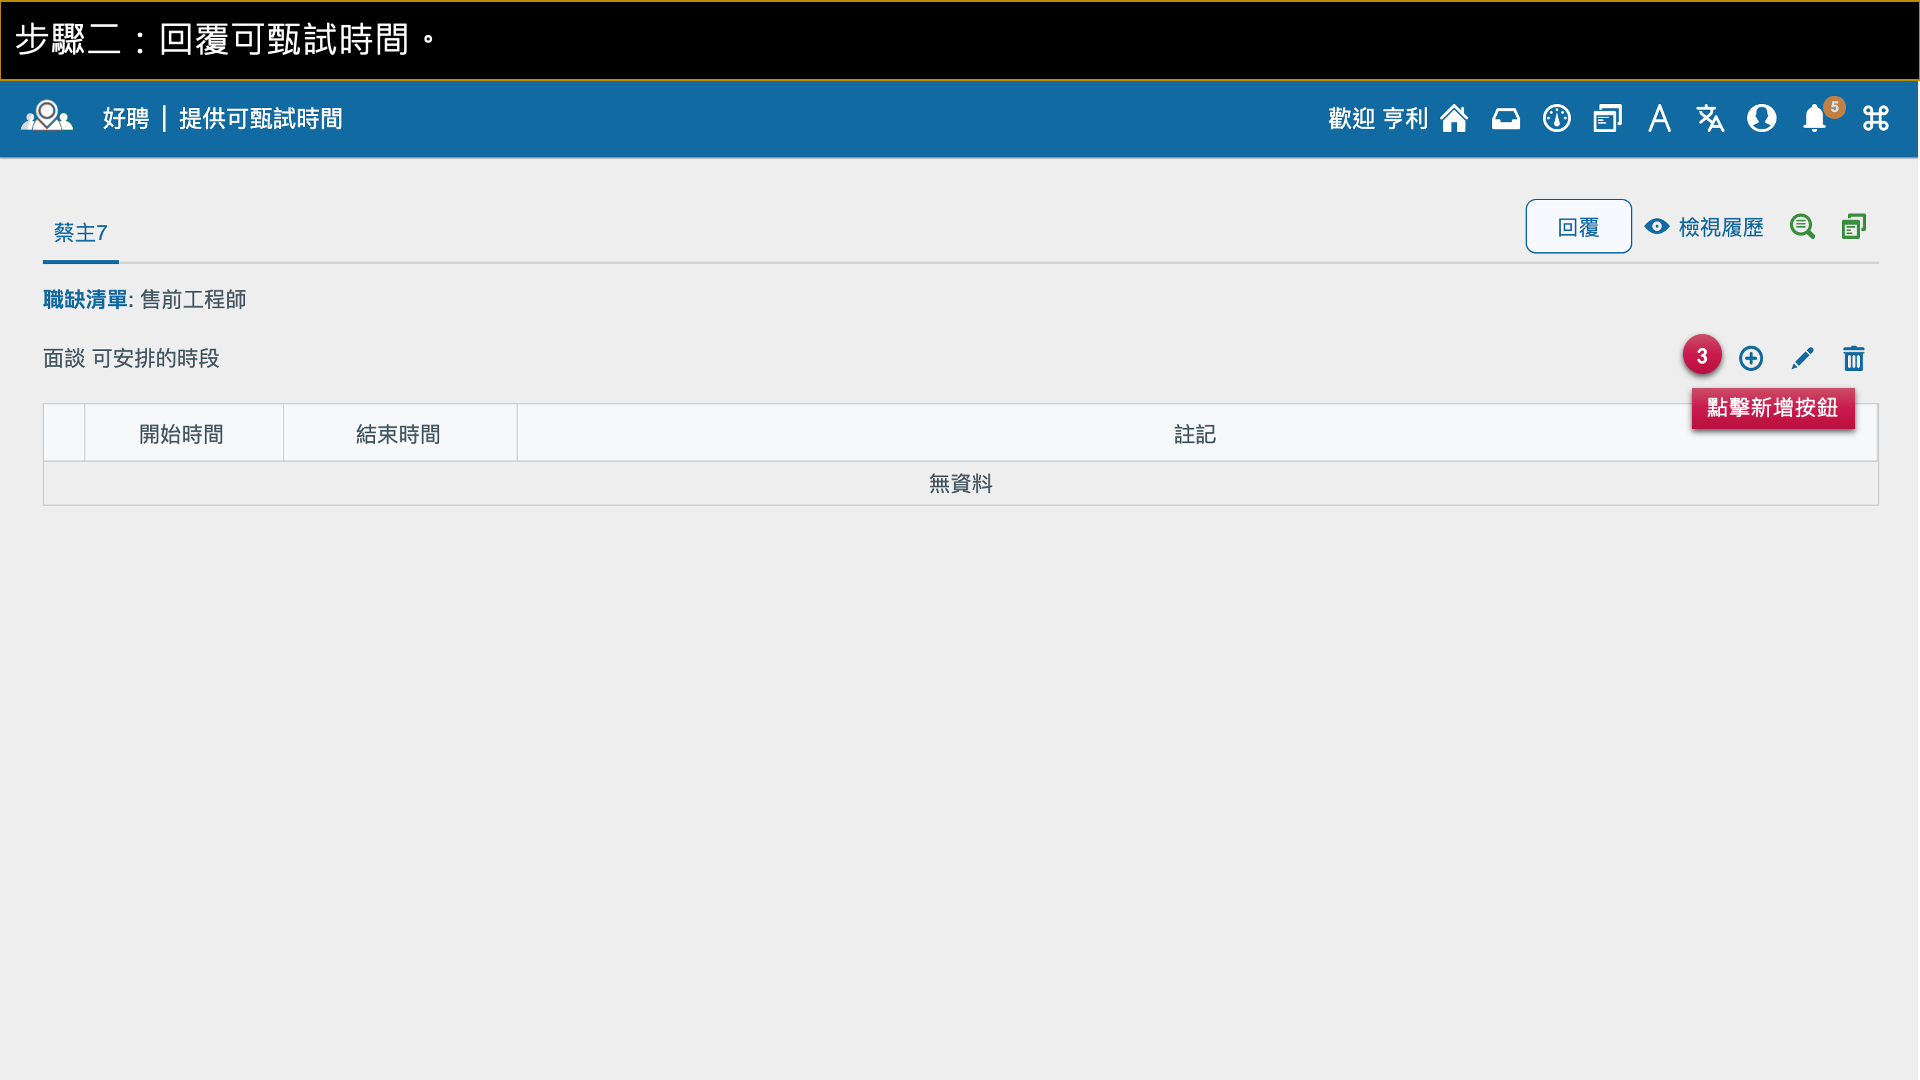 步驟二：回覆可甄試時間。
好聘 | 提供可甄試時間
歡迎 亨利
5
蔡主7
回覆
檢視履歷
職缺清單: 售前工程師
面談 可安排的時段
3
點擊新增按鈕
開始時間 結束時間 註記
無資料